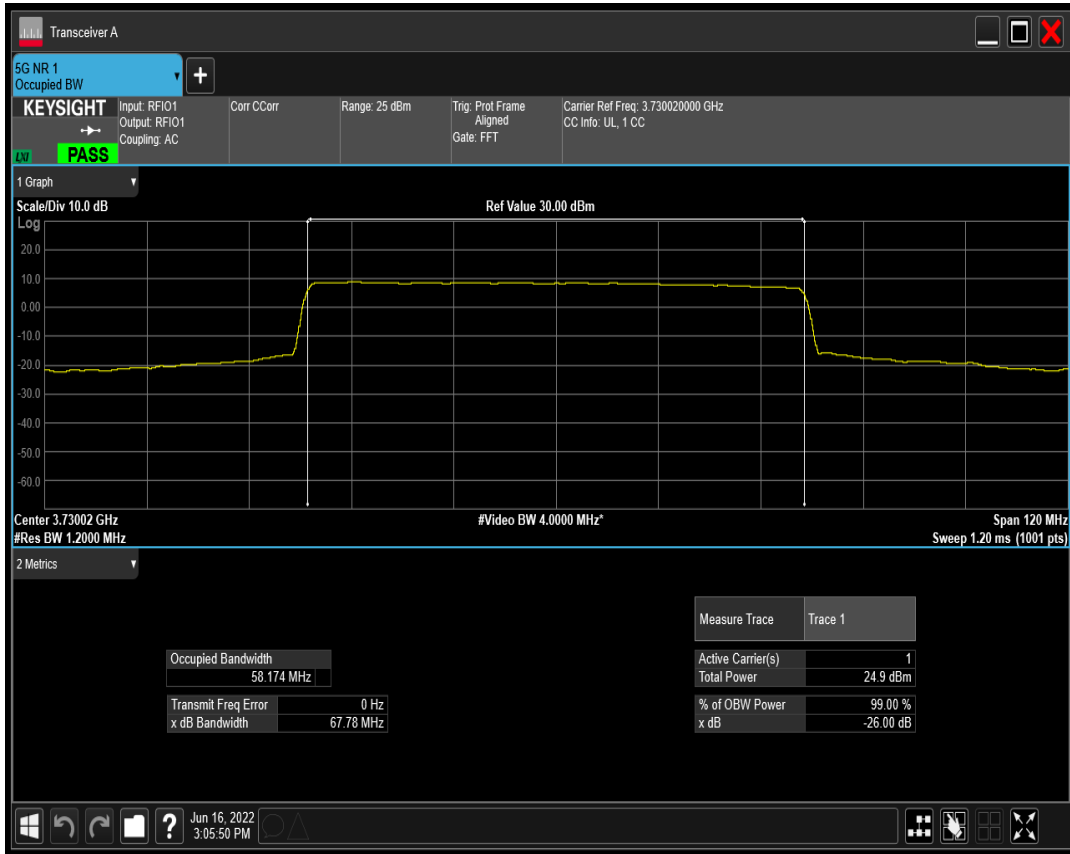 Transceiver A
5G NR 1
Occupied BW
KEYSIGHT
LXI
PASS
Input: RFIO1
Output: RFIO1
Coupling: AC
Corr CCorr
Range: 25 dBm
Trig: Prot Frame
Aligned
Gate: FFT
Carrier Ref Freq: 3.730020000 GHz
CC Info: UL, 1 CC
1 Graph
Scale/Div 10.0 dB
Ref Value 30.00 dBm
Log
20.0
10.0
0.00
-10.0
-20.0
-30.0
-40.0
-50.0
-60.0
Center 3.73002 GHz
#Video BW 4.0000 MHz*
Span 120 MHz
#Res BW 1.2000 MHz
Sweep 1.20 ms (1001 pts)
2 Metrics
Measure Trace Trace 1
Occupied Bandwidth
58.174 MHz
Active Carrier(s) 1
Total Power 24.9 dBm
Transmit Freq Error 0 Hz
x dB Bandwidth 67.78 MHz
% of OBW Power 99.00 %
x dB -26.00 dB
?
Jun 16, 2022
3:05:50 PM